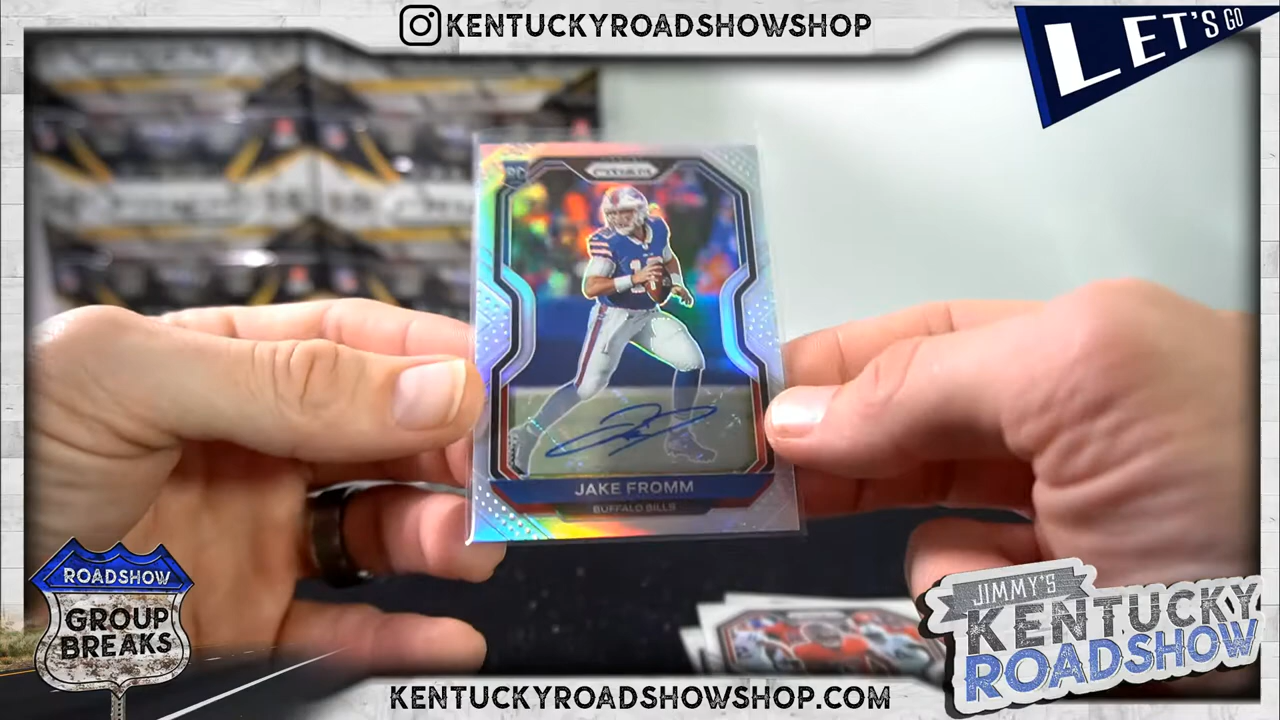 KENTUCKYROADSHOWSHOP
LET'S GO
RC
PRIZM
JAKE FROMM
BUFFALO BILLS
ROADSHOW
GROUP
BREAKS
JIMMY'S
KENTUCKY
ROADSHOW
KENTUCKYROADSHOWSHOP.COM